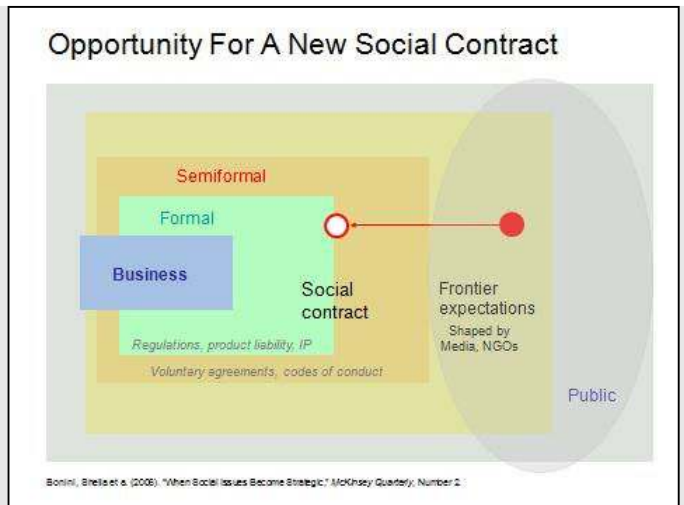 Opportunity For A New Social Contract
Semiformal
Formal
Business
Social
contract
Frontier
expectations
Shaped by
Media, NGOs
Regulations, product liability, IP
Voluntary agreements, codes of conduct
Public
Bonini, Sheila et a. (2006). "When Social Issues Become Strategic," McKinsey Quarterly, Number 2